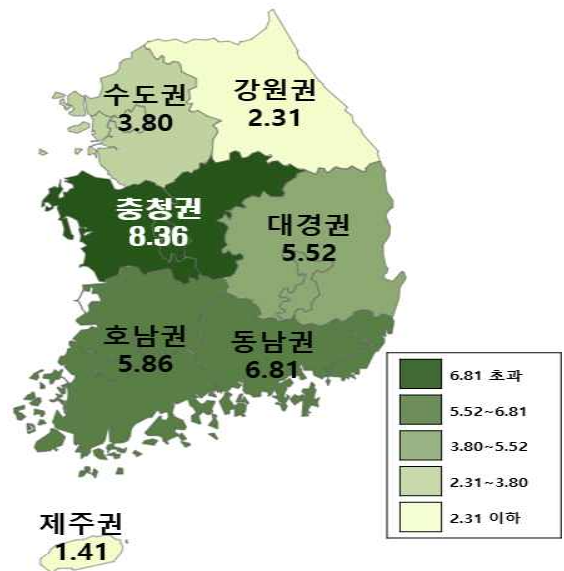 수도권
3.80
강원권
2.31
충청권
8.36
대경권
5.52
호남권
5.86
동남권
6.81
제주권
1.41
6.81 초과
5.52~6.81
3.80~5.52
2.31~3.80
2.31 이하